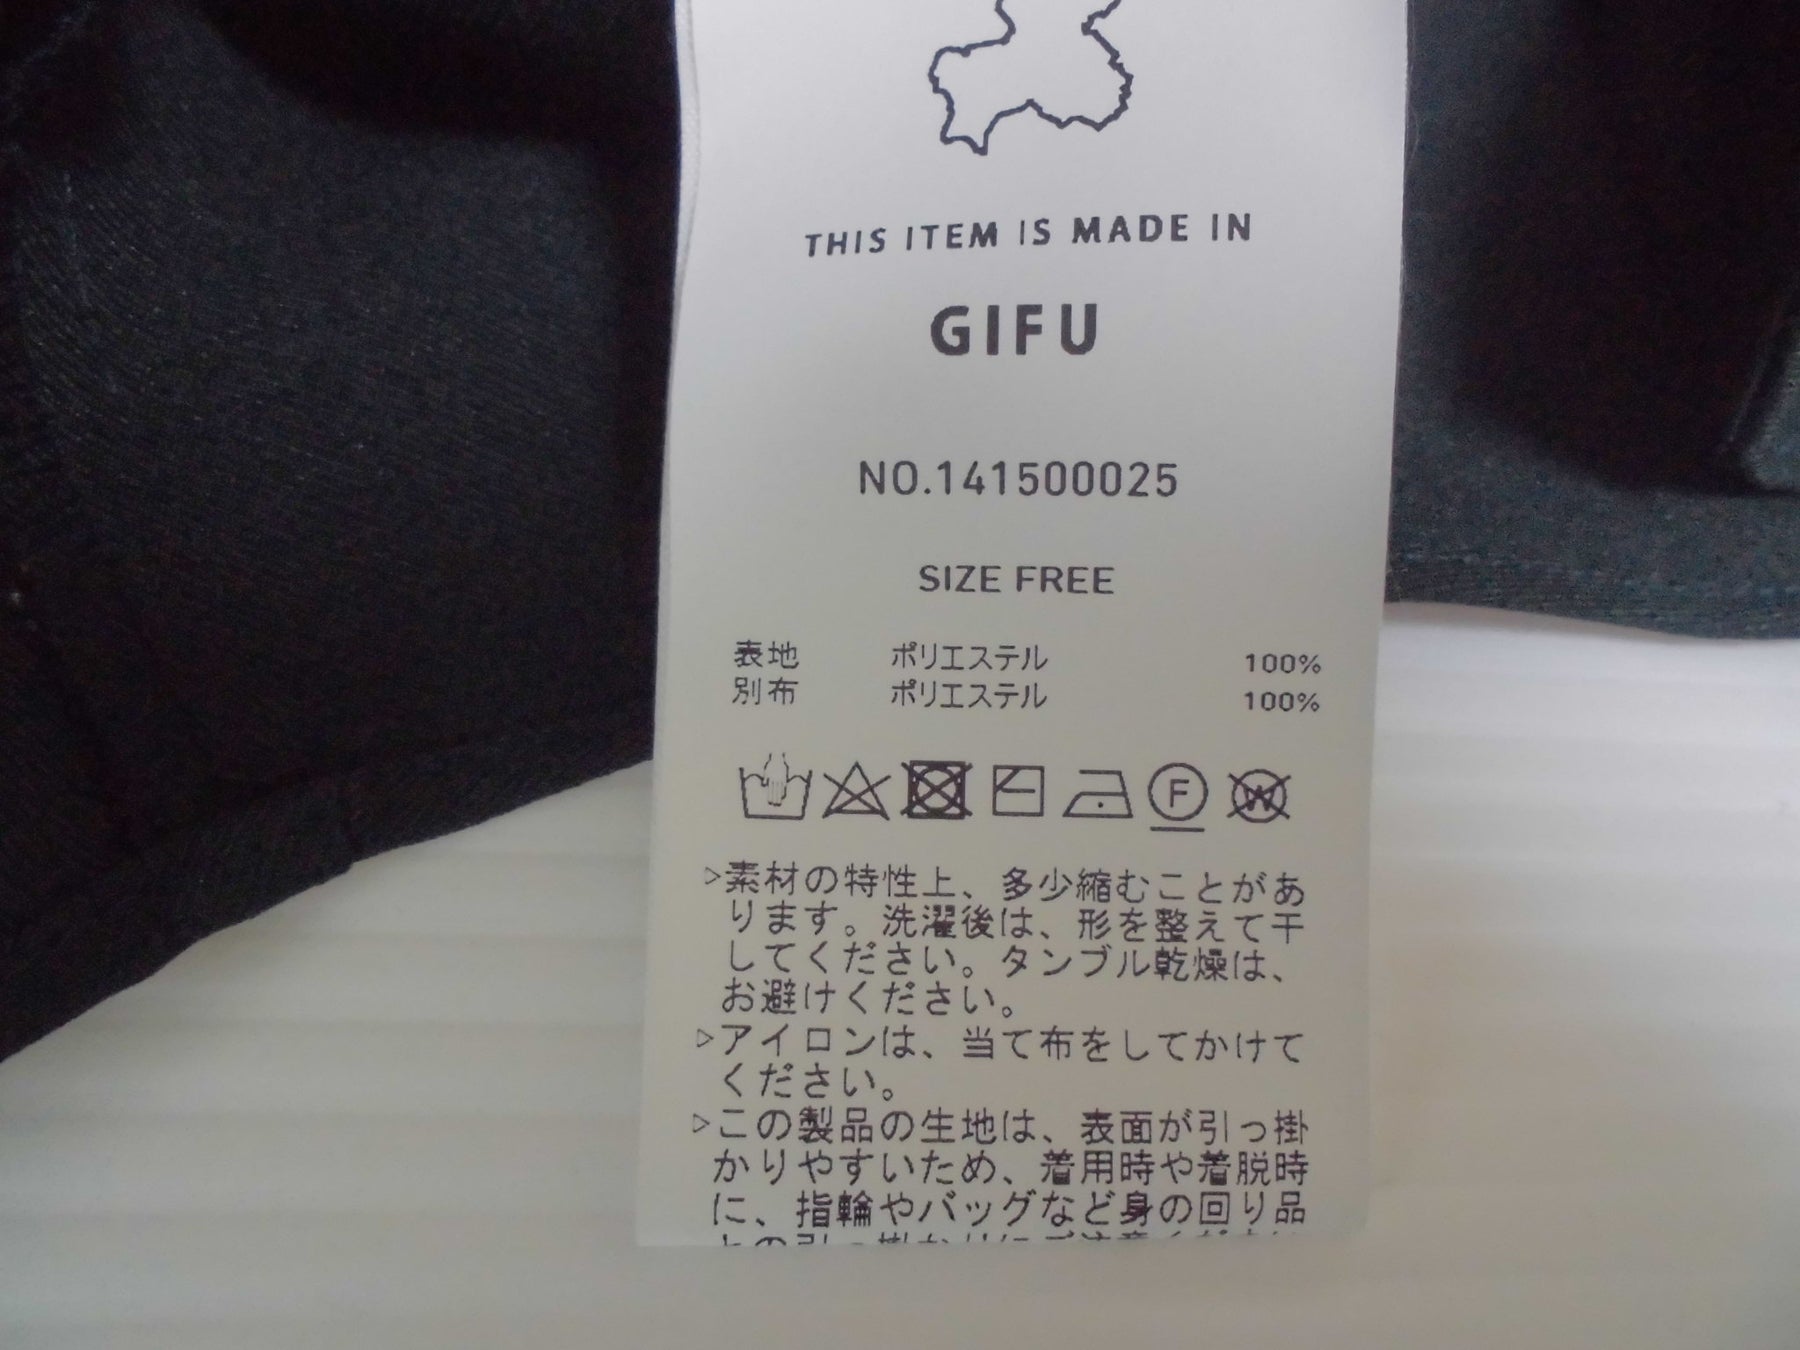 THIS ITEM IS MADE IN
GIFU
NO.141500025
SIZE FREE
表地 ポリエステル 100%
別布 ポリエステル 100%
F W
▷素材の特性上、多少縮むことがあ
ります。洗濯後は、形を整えて干
してください。タンブル乾燥は、
お避けください。
▷アイロンは、当て布をしてかけて
ください。
▷この製品の生地は、表面が引っ掛
かりやすいため、着用時や着脱時
に、指輪やバッグなど身の回り品